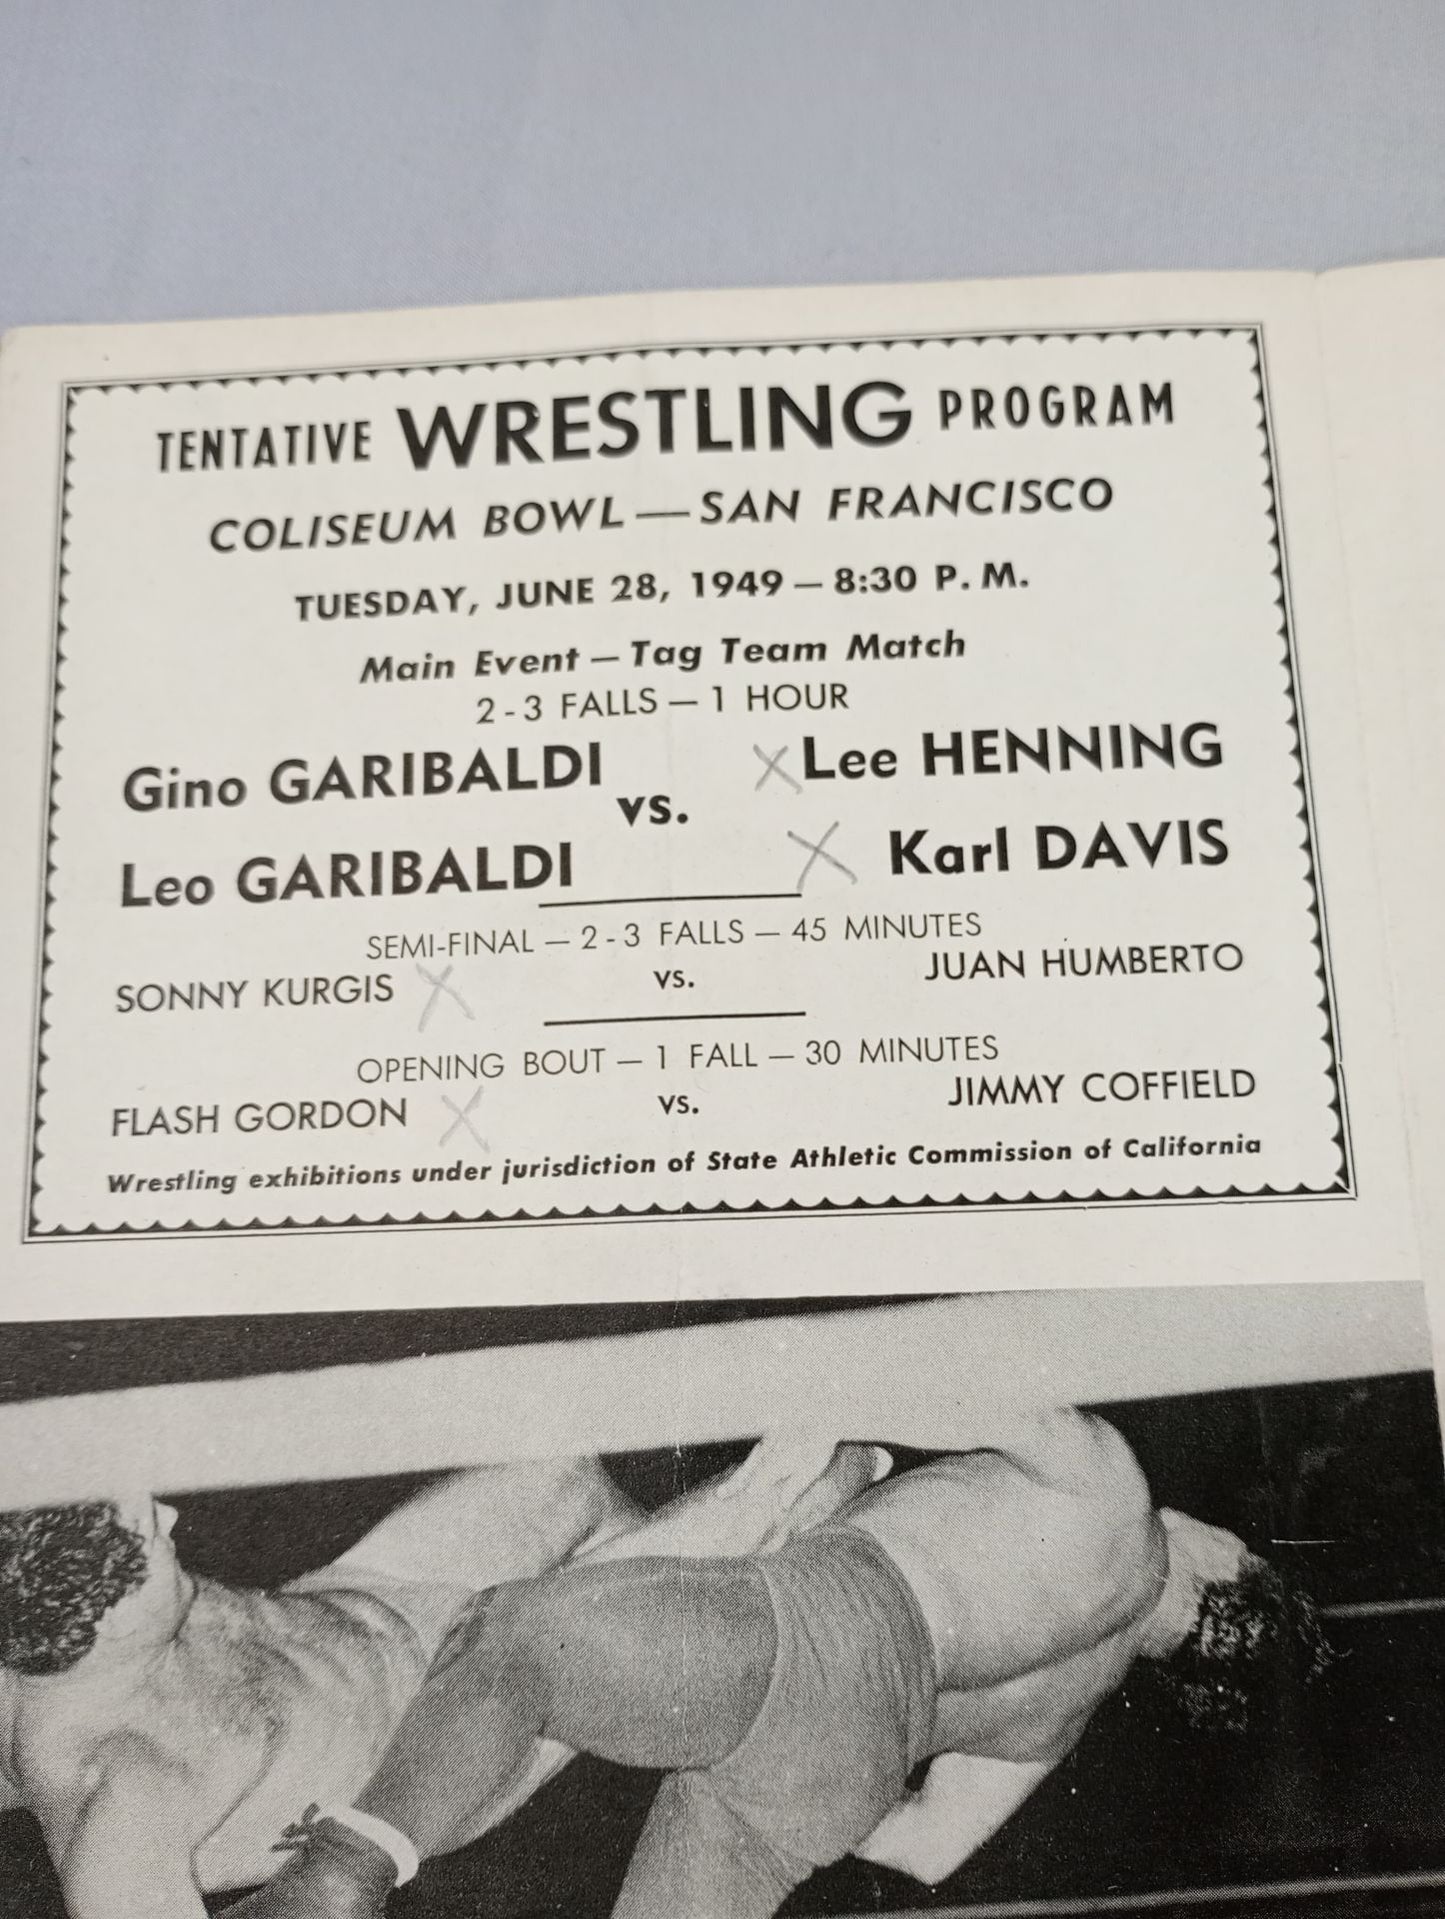 TENTATIVE WRESTLING PROGRAM
COLISEUM BOWL — SAN FRANCISCO
TUESDAY, JUNE 28, 1949 — 8:30 P. M.
Main Event — Tag Team Match
2 - 3 FALLS — 1 HOUR
Gino GARIBALDI X Lee HENNING
vs.
Leo GARIBALDI X Karl DAVIS
SEMI-FINAL — 2 - 3 FALLS — 45 MINUTES
SONNY KURGIS X vs. JUAN HUMBERTO
OPENING BOUT — 1 FALL — 30 MINUTES
FLASH GORDON X vs. JIMMY COFFIELD
Wrestling exhibitions under jurisdiction of State Athletic Commission of California